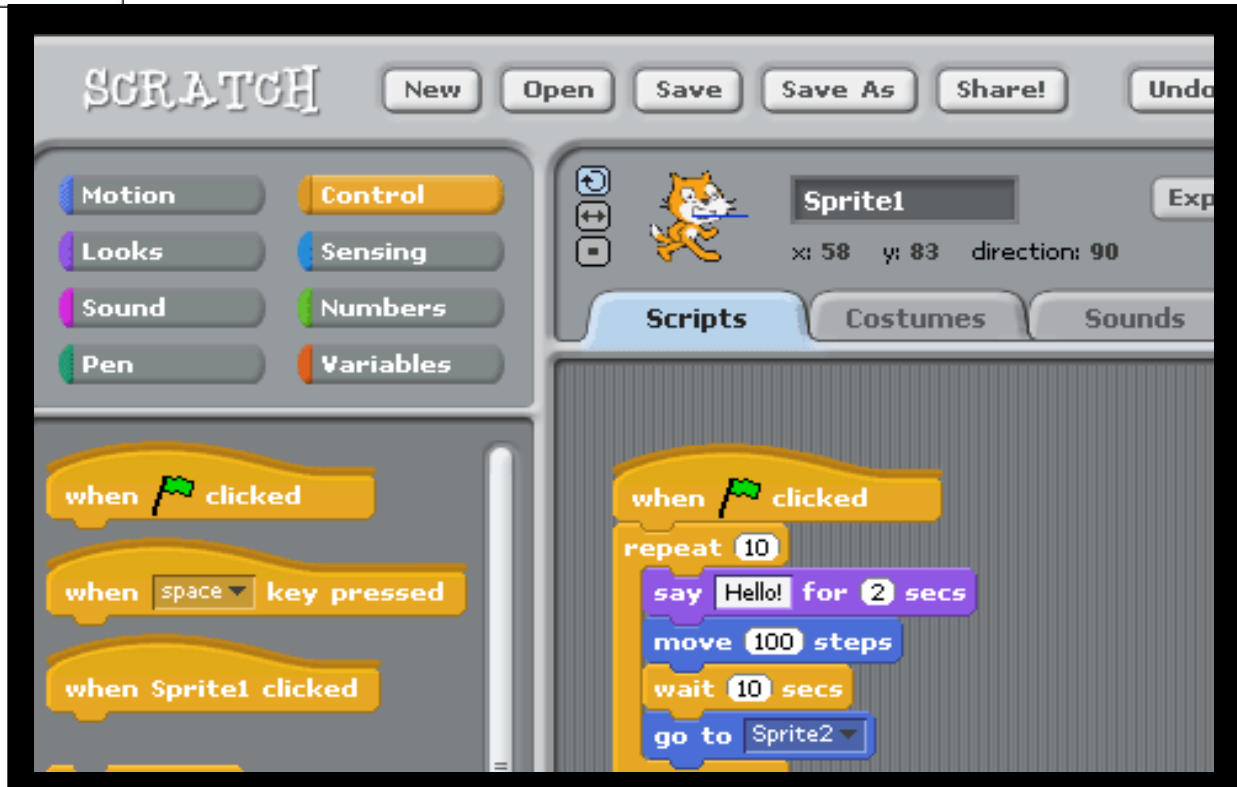 SCRATCH New Open Save Save As Share! Undo
Motion Control
Looks Sensing
Sound Numbers
Pen Variables
Sprite1
x: 58 y: 83 direction: 90
Scripts Costumes Sounds
when clicked
when space key pressed
when Sprite1 clicked
when clicked
repeat 10
say Hello! for 2 secs
move 100 steps
wait 10 secs
go to Sprite2